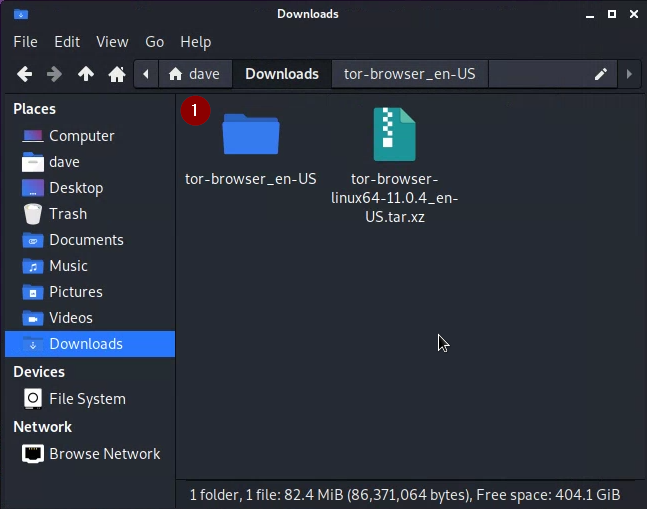 Downloads
File Edit View Go Help
dave Downloads tor-browser_en-US
Places
Computer
dave
Desktop
Trash
Documents
Music
Pictures
Videos
Downloads
Devices
File System
Network
Browse Network
1
tor-browser_en-US
tor-browser-
linux64-11.0.4_en-
US.tar.xz
1 folder, 1 file: 82.4 MiB (86,371,064 bytes), Free space: 404.1 GiB